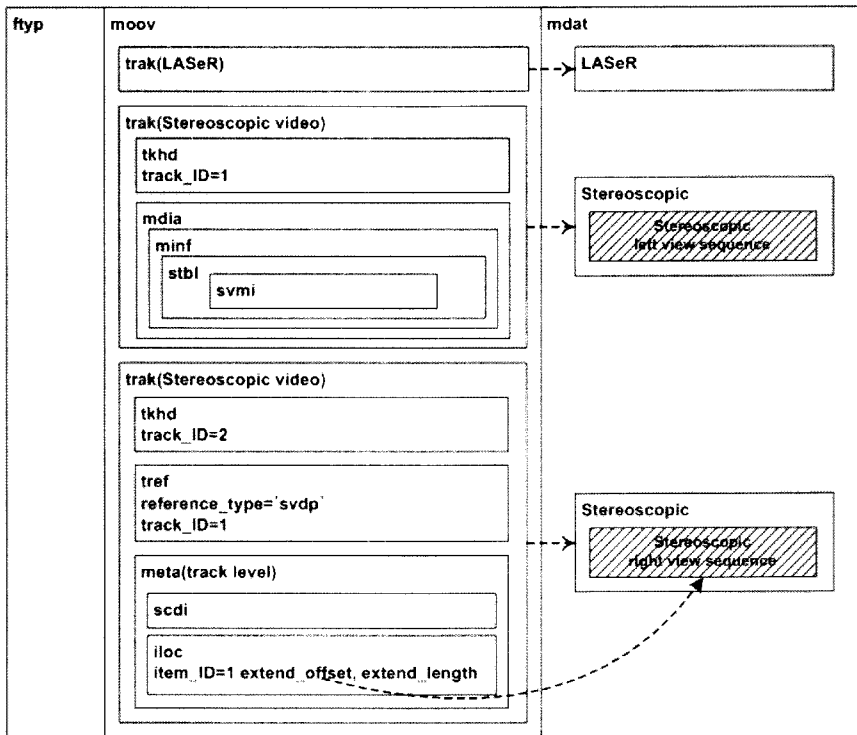 ftyp
moov
mdat
trak(LASeR)
LASeR
trak(Stereoscopic video)
tkhd
track_ID=1
mdia
minf
stbl
svmi
Stereoscopic
Stereoscopic
left view sequence
trak(Stereoscopic video)
tkhd
track_ID=2
tref
reference_type='svdp'
track_ID=1
meta(track level)
scdi
iloc
item_ID=1 extend_offset, extend_length
Stereoscopic
Stereoscopic
right view sequence